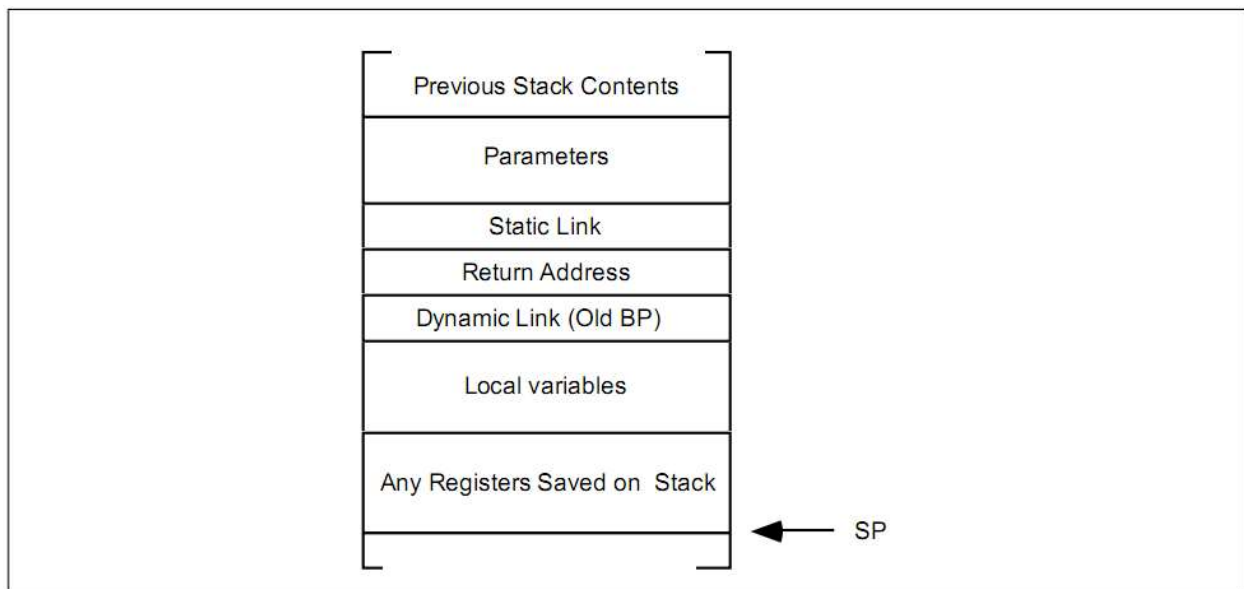 Previous Stack Contents
Parameters
Static Link
Return Address
Dynamic Link (Old BP)
Local variables
Any Registers Saved on Stack
SP